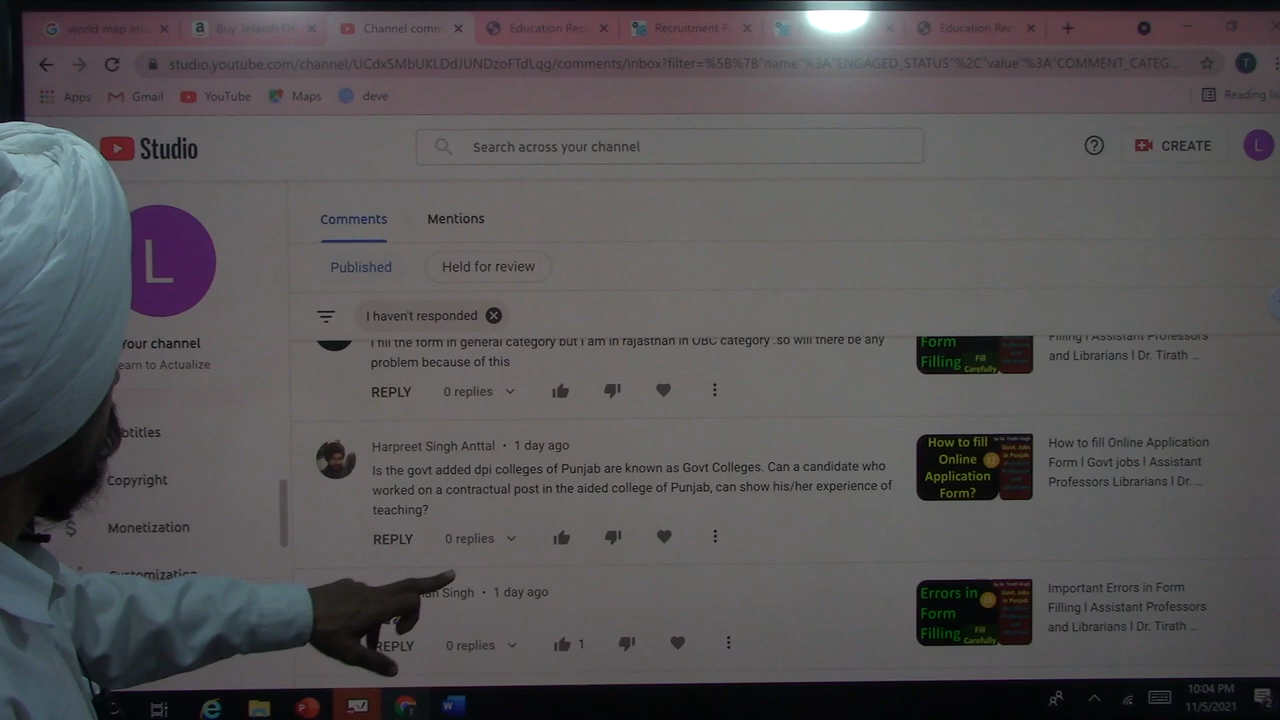 world map im
Buy Tefarah El
Channel comm
Education Rec
Recruitment P
Education Rec
studio.youtube.com/channel/UCdxSMbUKLDdJUNDzoFTdLqg/comments/inbox?filter=%5B%7B"name"%3A"ENGAGED_STATUS"%2C"value"%3A"COMMENT_CATEG...
T
Apps
Gmail
YouTube
Maps
deve
Reading lis
Studio
Search across your channel
CREATE
L
L
Comments
Mentions
Published
Held for review
I haven't responded
our channel
earn to Actualize
btitles
Copyright
Monetization
Customization
I fill the form in general category but I am in rajasthan in OBC category .so will there be any
problem because of this
REPLY
0 replies
Form
Filling
Fill
Carefully
Filling l Assistant Professors
and Librarians l Dr. Tirath ...
Harpreet Singh Anttal • 1 day ago
Is the govt added dpi colleges of Punjab are known as Govt Colleges. Can a candidate who
worked on a contractual post in the aided college of Punjab, can show his/her experience of
teaching?
REPLY
0 replies
How to fill
Online
Application
Form?
How to fill Online Application
Form l Govt jobs l Assistant
Professors Librarians l Dr. ...
Singh • 1 day ago
REPLY
0 replies
1
Errors in
Form
Filling
Fill
Carefully
Important Errors in Form
Filling l Assistant Professors
and Librarians l Dr. Tirath ...
10:04 PM
11/5/2021